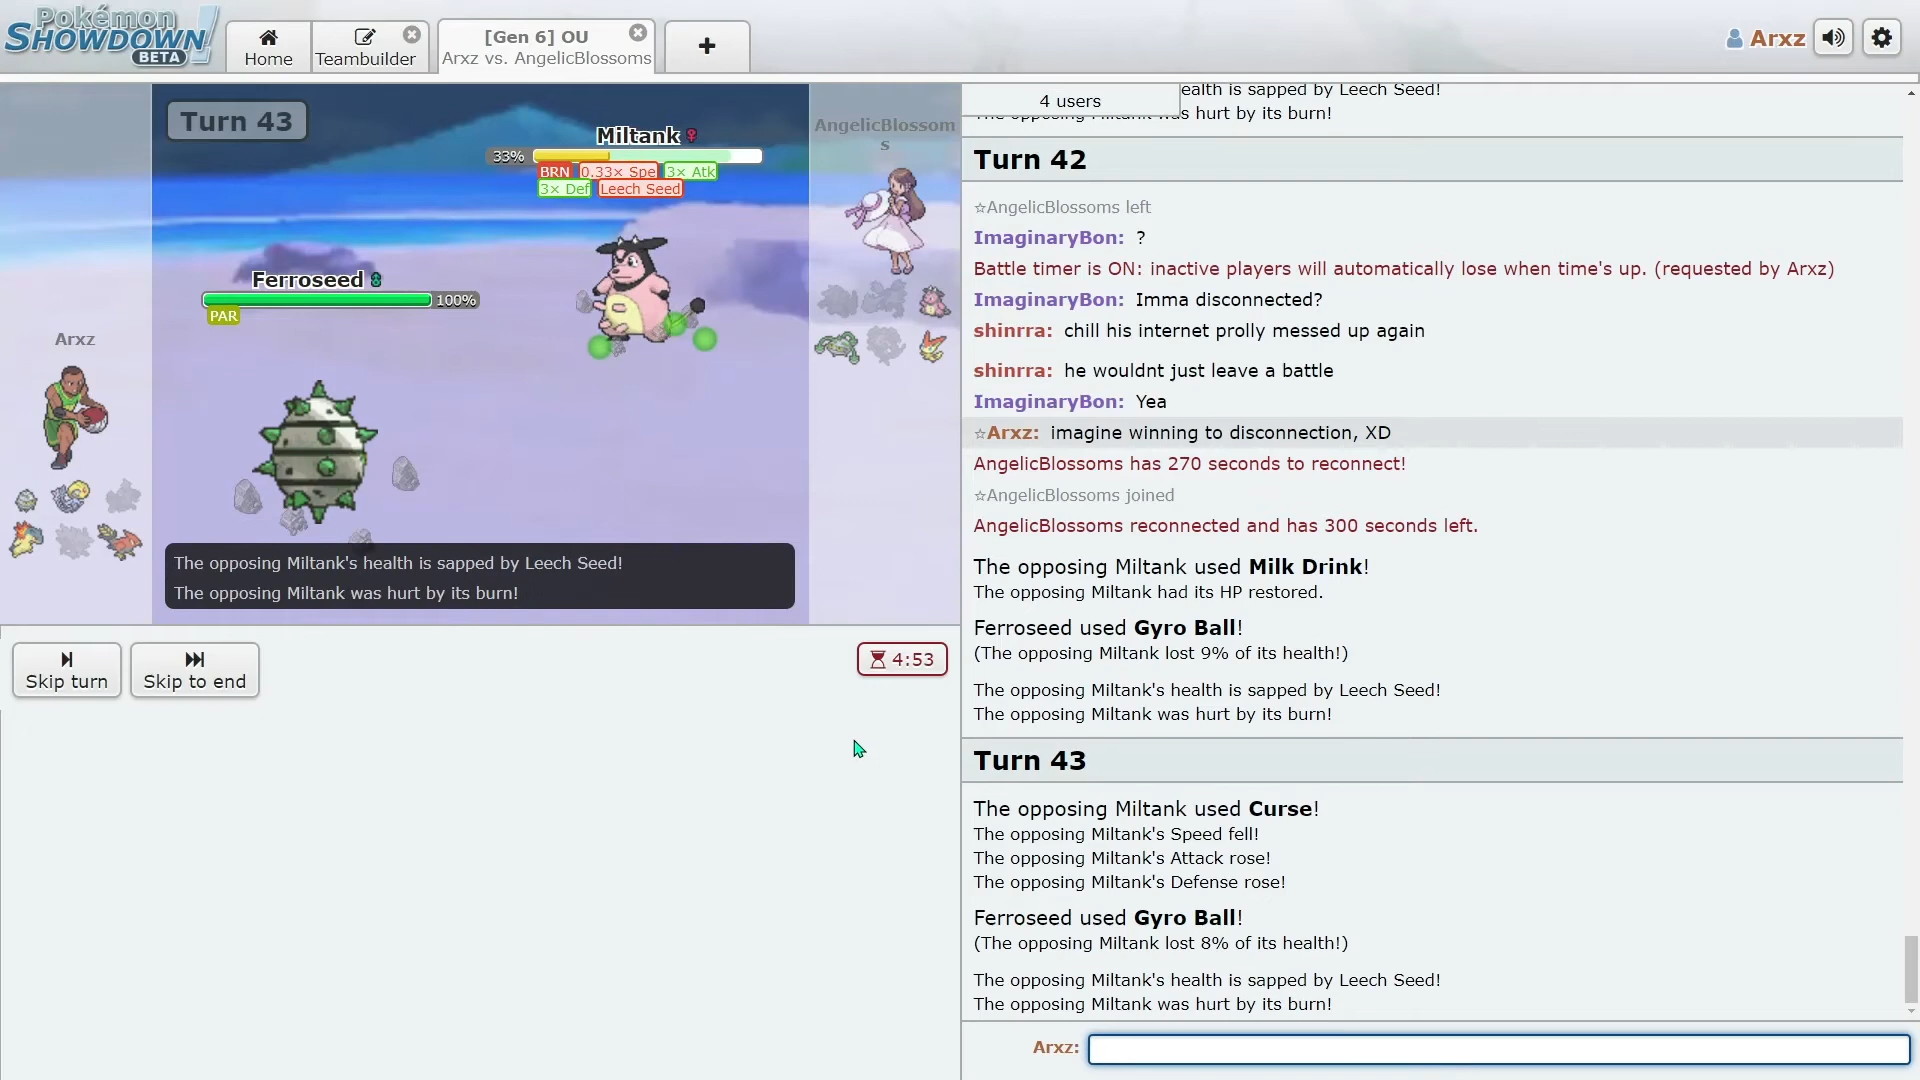 Pokémon
SHOWDOWN!
BETA
Home
Teambuilder
[Gen 6] OU
Arxz vs. AngelicBlossoms
Arxz
Turn 43
Miltank ♀
33%
BRN 0.33× Spe 3× Atk
3× Def Leech Seed
Ferroseed
100%
PAR
Arxz
AngelicBlossom
s
The opposing Miltank's health is sapped by Leech Seed!
The opposing Miltank was hurt by its burn!
Skip turn
Skip to end
4:53
4 users
ealth is sapped by Leech Seed!
The opposing Miltank was hurt by its burn!
Turn 42
☆AngelicBlossoms left
ImaginaryBon: ?
Battle timer is ON: inactive players will automatically lose when time's up. (requested by Arxz)
ImaginaryBon: Imma disconnected?
shinrra: chill his internet prolly messed up again
shinrra: he wouldnt just leave a battle
ImaginaryBon: Yea
☆Arxz: imagine winning to disconnection, XD
AngelicBlossoms has 270 seconds to reconnect!
☆AngelicBlossoms joined
AngelicBlossoms reconnected and has 300 seconds left.
The opposing Miltank used Milk Drink!
The opposing Miltank had its HP restored.
Ferroseed used Gyro Ball!
(The opposing Miltank lost 9% of its health!)
The opposing Miltank's health is sapped by Leech Seed!
The opposing Miltank was hurt by its burn!
Turn 43
The opposing Miltank used Curse!
The opposing Miltank's Speed fell!
The opposing Miltank's Attack rose!
The opposing Miltank's Defense rose!
Ferroseed used Gyro Ball!
(The opposing Miltank lost 8% of its health!)
The opposing Miltank's health is sapped by Leech Seed!
The opposing Miltank was hurt by its burn!
Arxz: